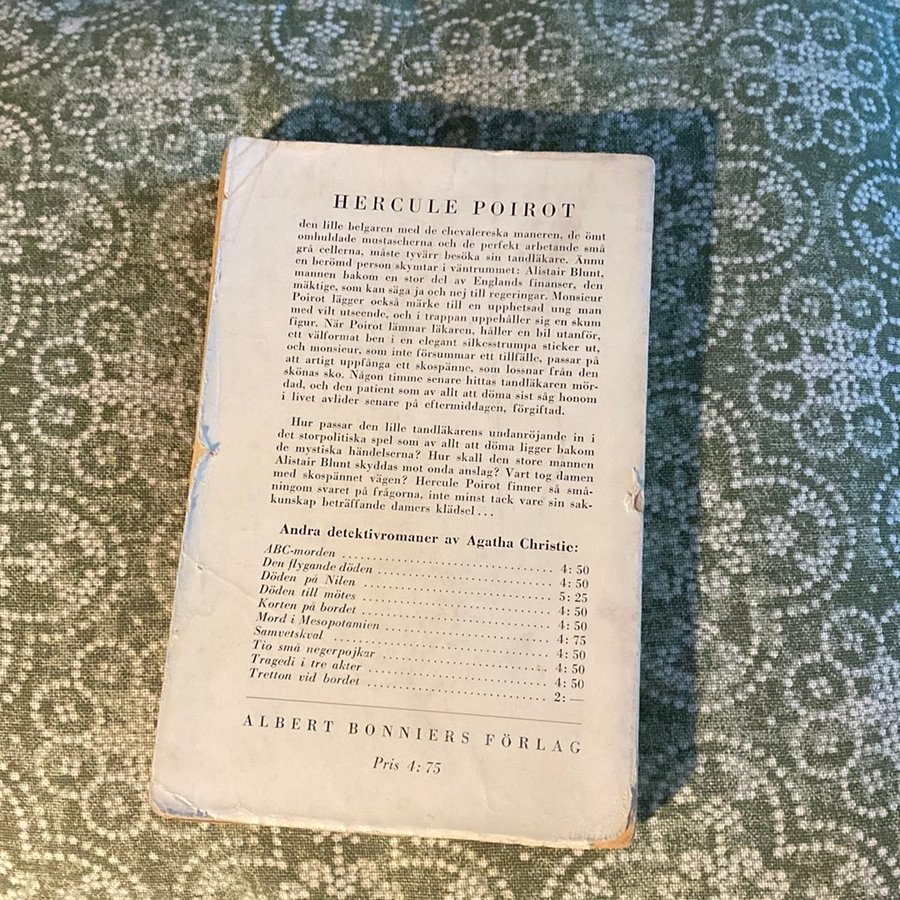 HERCULE POIROT
den lille belgaren med de chevalereska maneren, de ömt
omhuldade mustascherna och de perfekt arbetande små
grå cellerna, måste tyvärr besöka sin tandläkare. Ännu
en berömd person skymtar i väntrummet: Alistair Blunt,
mannen bakom en stor del av Englands finanser, den
mäktige, som kan säga ja och nej till regeringar. Monsieur
Poirot lägger också märke till en upphetsad ung man
med vilt utseende, och i trappan uppehåller sig en skum
figur. När Poirot lämnar läkaren, håller en bil utanför,
ett välformat ben i en elegant silkesstrumpa sticker ut,
och monsieur, som inte försummar ett tillfälle, passar på
att artigt uppfånga ett skospänne, som lossnar från den
skönas sko. Någon timme senare hittas tandläkaren mör-
dad, och den patient som av allt att döma sist såg honom
i livet avlider senare på eftermiddagen, förgiftad.
Hur passar den lille tandläkarens undanröjande in i
det storpolitiska spel som av allt att döma ligger bakom
de mystiska händelserna? Hur skall den store mannen
Alistair Blunt skyddas mot onda anslag? Vart tog damen
med skospännet vägen? Hercule Poirot finner så små-
ningom svaret på frågorna, inte minst tack vare sin sak-
kunskap beträffande damers klädsel...
Andra detektivromaner av Agatha Christie:
ABC-morden 4: 50
Den flygande döden 4: 50
Döden på Nilen 5: 25
Döden till mötes 4: 50
Korten på bordet 4: 50
Mord i Mesopotamien 4: 75
Samvetskval 4: 50
Tio små negerpojkar 4: 50
Tragedi i tre akter 4: 50
Tretton vid bordet 2: —
ALBERT BONNIERS FÖRLAG
Pris 4: 75